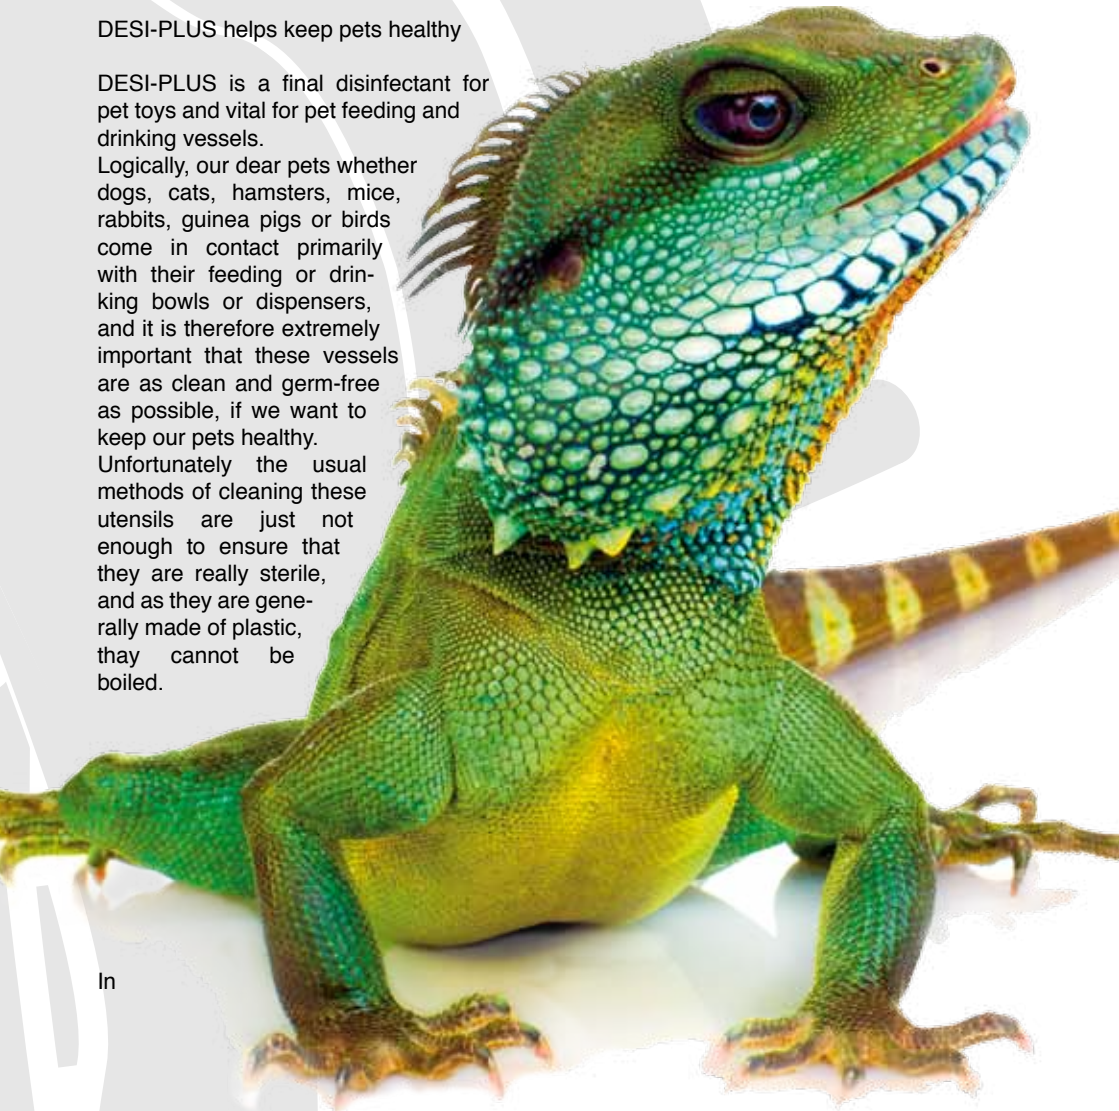 DESI-PLUS helps keep pets healthy
DESI-PLUS is a final disinfectant for
pet toys and vital for pet feeding and
drinking vessels.
Logically, our dear pets whether
dogs, cats, hamsters, mice,
rabbits, guinea pigs or birds
come in contact primarily
with their feeding or drin-
king bowls or dispensers,
and it is therefore extremely
important that these vessels
are as clean and germ-free
as possible, if we want to
keep our pets healthy.
Unfortunately the usual
methods of cleaning these
utensils are just not
enough to ensure that
they are really sterile,
and as they are gene-
rally made of plastic,
thay cannot be
boiled.
In